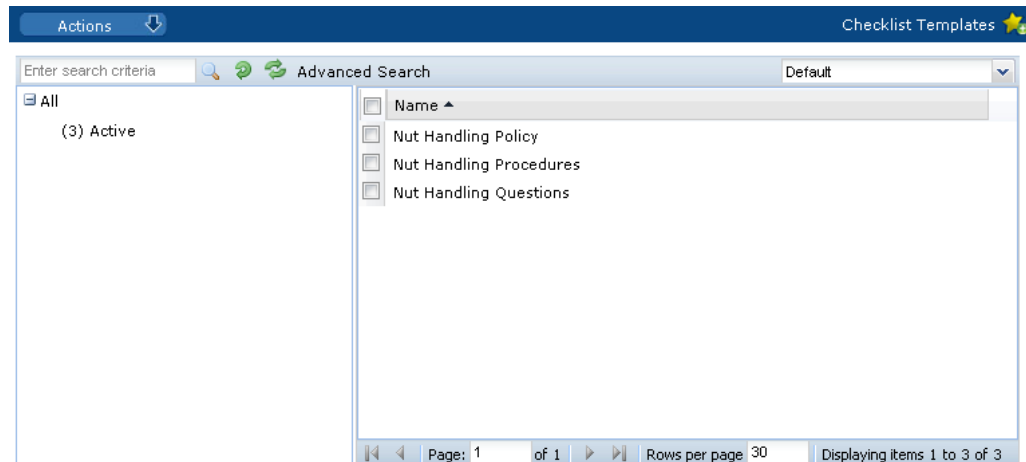 Actions Checklist Templates
Enter search criteria Advanced Search Default
All
(3) Active
Name
Nut Handling Policy
Nut Handling Procedures
Nut Handling Questions
Page: 1 of 1 Rows per page 30 Displaying items 1 to 3 of 3